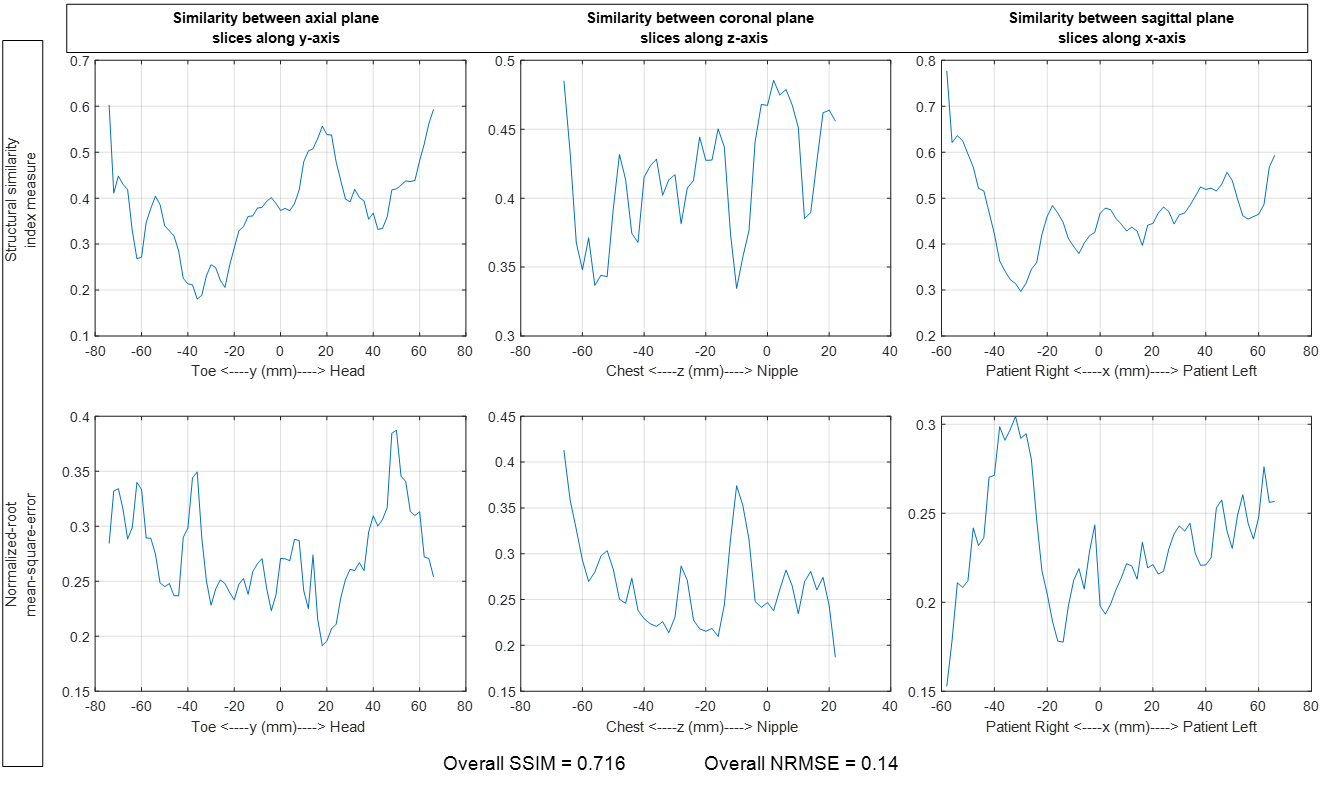 Similarity between axial plane
slices along y-axis
Similarity between coronal plane
slices along z-axis
Similarity between sagittal plane
slices along x-axis
Structural similarity
index measure
0.7
0.6
0.5
0.4
0.3
0.2
0.1
-80 -60 -40 -20 0 20 40 60 80
Toe <----y (mm)----> Head
0.5
0.45
0.4
0.35
0.3
-80 -60 -40 -20 0 20 40
Chest <----z (mm)----> Nipple
0.8
0.7
0.6
0.5
0.4
0.3
0.2
-60 -40 -20 0 20 40 60 80
Patient Right <----x (mm)----> Patient Left
Normalized-root
mean-square-error
0.4
0.35
0.3
0.25
0.2
0.15
-80 -60 -40 -20 0 20 40 60 80
Toe <----y (mm)----> Head
0.45
0.4
0.35
0.3
0.25
0.2
0.15
-80 -60 -40 -20 0 20 40
Chest <----z (mm)----> Nipple
0.3
0.25
0.2
0.15
-60 -40 -20 0 20 40 60 80
Patient Right <----x (mm)----> Patient Left
Overall SSIM = 0.716
Overall NRMSE = 0.14